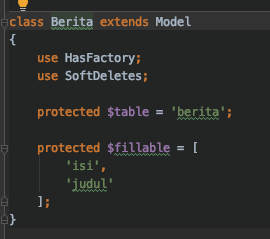 class Berita extends Model
{
use HasFactory;
use SoftDeletes;
protected $table = 'berita';
protected $fillable = [
'isi',
'judul'
];
}